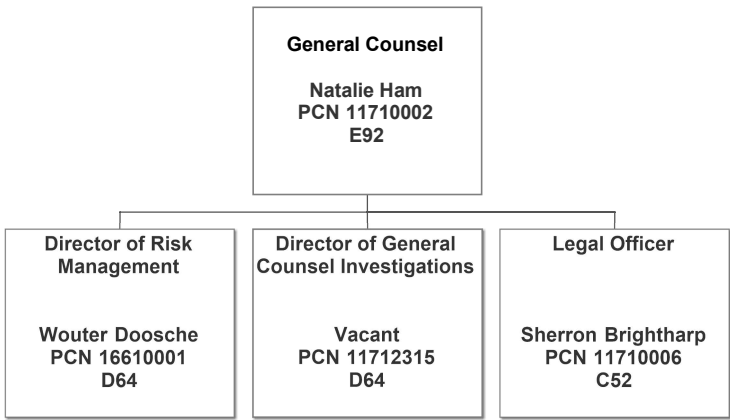 General Counsel
Natalie Ham
PCN 11710002
E92
Director of Risk
Management
Wouter Doosche
PCN 16610001
D64
Director of General
Counsel Investigations
Vacant
PCN 11712315
D64
Legal Officer
Sherron Brightharp
PCN 11710006
C52